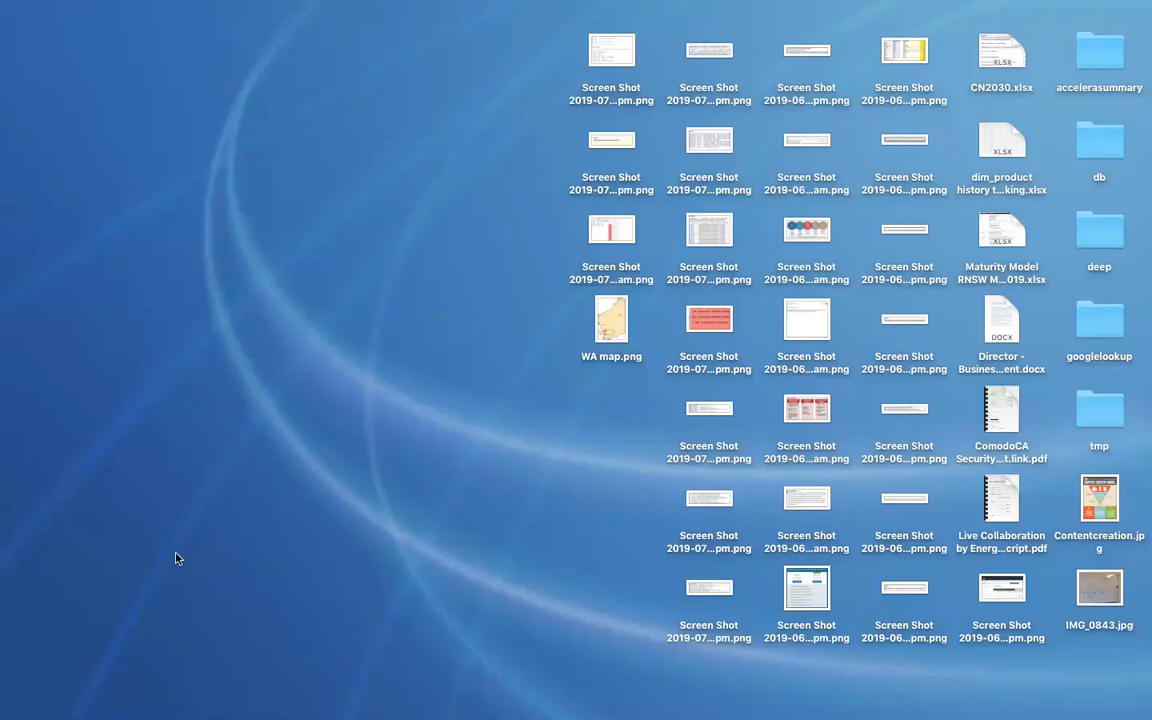 Screen Shot
2019-07...pm.png
Screen Shot
2019-07...pm.png
Screen Shot
2019-06...pm.png
Screen Shot
2019-06...pm.png
XLSX
CN2030.xlsx
accelerasummary
Screen Shot
2019-07...pm.png
Screen Shot
2019-07...pm.png
Screen Shot
2019-06...am.png
Screen Shot
2019-06...pm.png
XLSX
dim_product
history t...king.xlsx
db
Screen Shot
2019-07...am.png
Screen Shot
2019-07...pm.png
Screen Shot
2019-06...am.png
Screen Shot
2019-06...pm.png
XLSX
Maturity Model
RNSW M...019.xlsx
deep
WA map.png
Screen Shot
2019-07...pm.png
Screen Shot
2019-06...am.png
Screen Shot
2019-06...pm.png
DOCX
Director -
Busines...ent.docx
googlelookup
Screen Shot
2019-07...pm.png
Screen Shot
2019-06...am.png
Screen Shot
2019-06...pm.png
ComodoCA
Security...t.link.pdf
tmp
Screen Shot
2019-07...pm.png
Screen Shot
2019-06...am.png
Screen Shot
2019-06...pm.png
Live Collaboration
by Energ...cript.pdf
Contentcreation.jp
g
Screen Shot
2019-07...pm.png
Screen Shot
2019-06...pm.png
Screen Shot
2019-06...pm.png
Screen Shot
2019-06...pm.png
IMG_0843.jpg